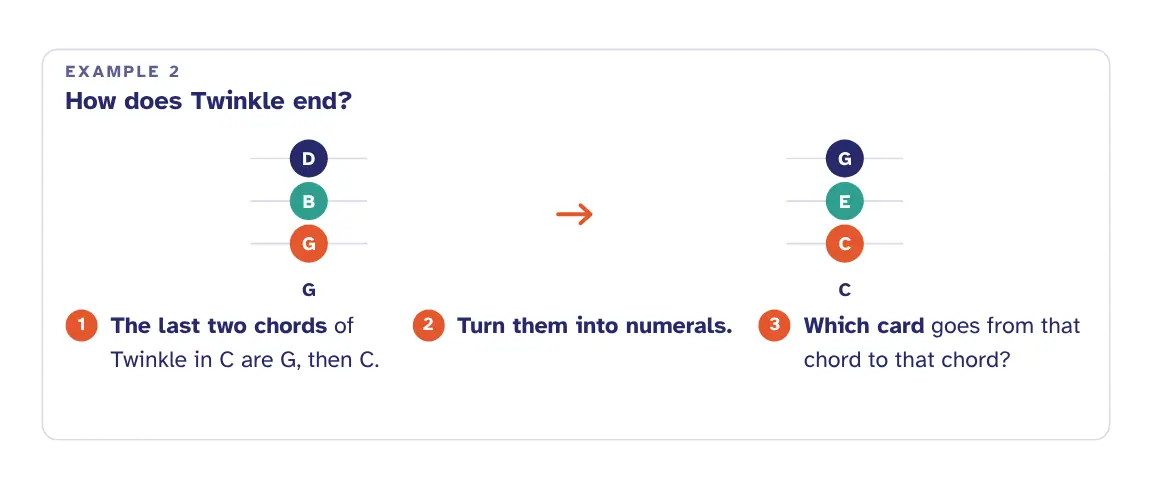 EXAMPLE 2
How does Twinkle end?
D
B
G
G
G
E
C
C
1 The last two chords of
Twinkle in C are G, then C.
2 Turn them into numerals.
3 Which card goes from that
chord to that chord?